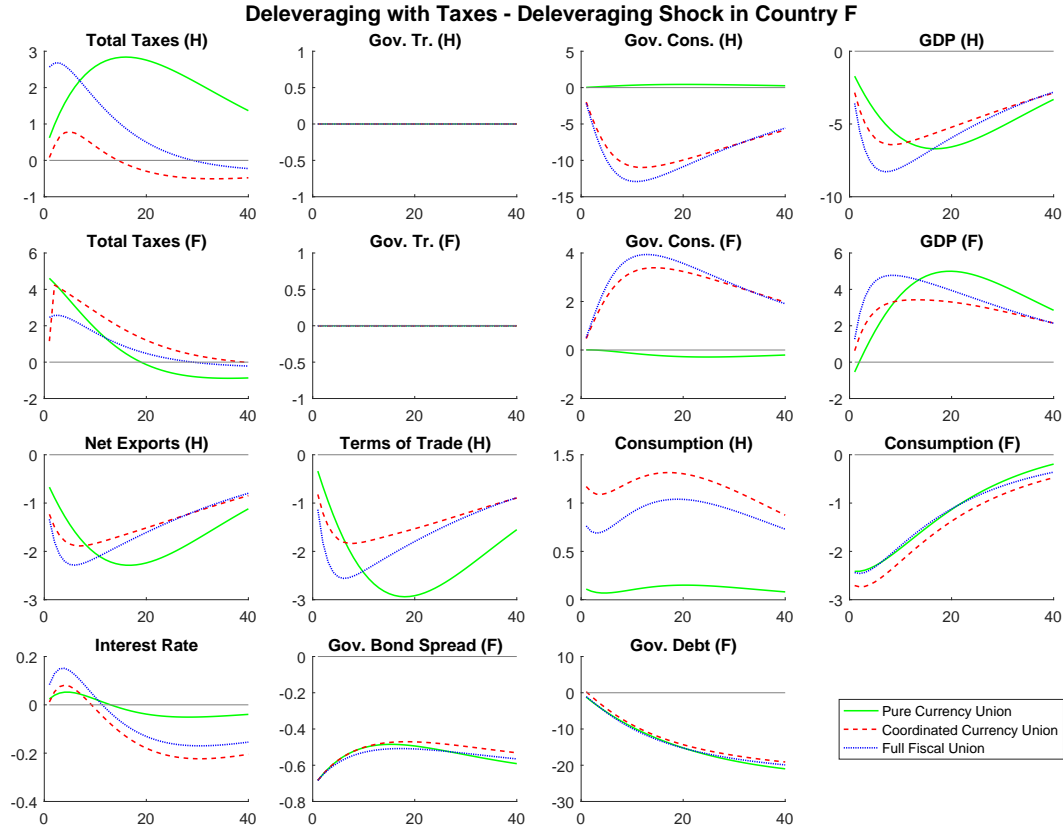 Deleveraging with Taxes - Deleveraging Shock in Country F
Total Taxes (H)
3
2
1
0
-1
0 20 40
Gov. Tr. (H)
1
0.5
0
-0.5
-1
0 20 40
Gov. Cons. (H)
5
0
-5
-10
-15
0 20 40
GDP (H)
0
-5
-10
0 20 40
Total Taxes (F)
6
4
2
0
-2
0 20 40
Gov. Tr. (F)
1
0.5
0
-0.5
-1
0 20 40
Gov. Cons. (F)
4
2
0
-2
0 20 40
GDP (F)
6
4
2
0
-2
0 20 40
Net Exports (H)
0
-1
-2
-3
0 20 40
Terms of Trade (H)
0
-1
-2
-3
0 20 40
Consumption (H)
1.5
1
0.5
0
0 20 40
Consumption (F)
0
-1
-2
-3
0 20 40
Interest Rate
0.2
0
-0.2
-0.4
0 20 40
Gov. Bond Spread (F)
0
-0.2
-0.4
-0.6
-0.8
0 20 40
Gov. Debt (F)
10
0
-10
-20
-30
0 20 40
Pure Currency Union
Coordinated Currency Union
Full Fiscal Union